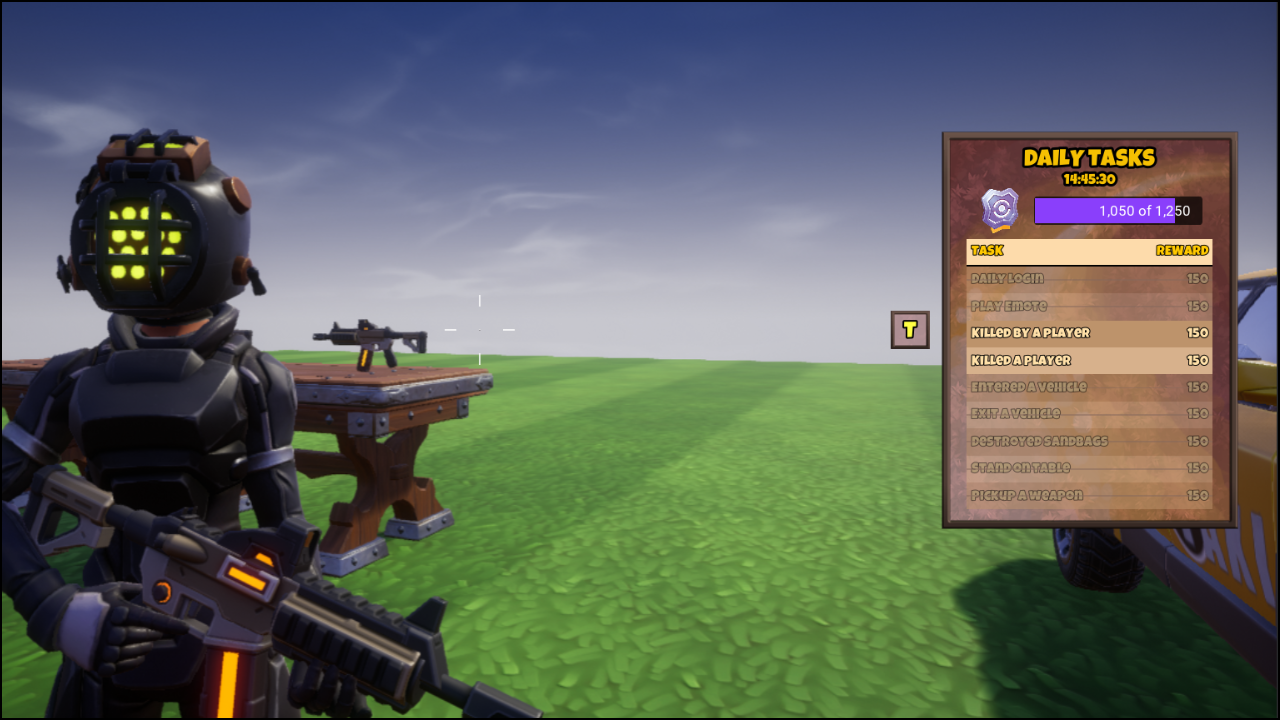 DAILY TASKS
14:45:30
1,050 of 1,250
TASK REWARD
DAILY LOGIN 150
PLAY EMOTE 150
KILLED BY A PLAYER 150
KILLED A PLAYER 150
ENTERED A VEHICLE 150
EXIT A VEHICLE 150
DESTROYED SANDBAGS 150
STAND ON TABLE 150
PICKUP A WEAPON 150
T